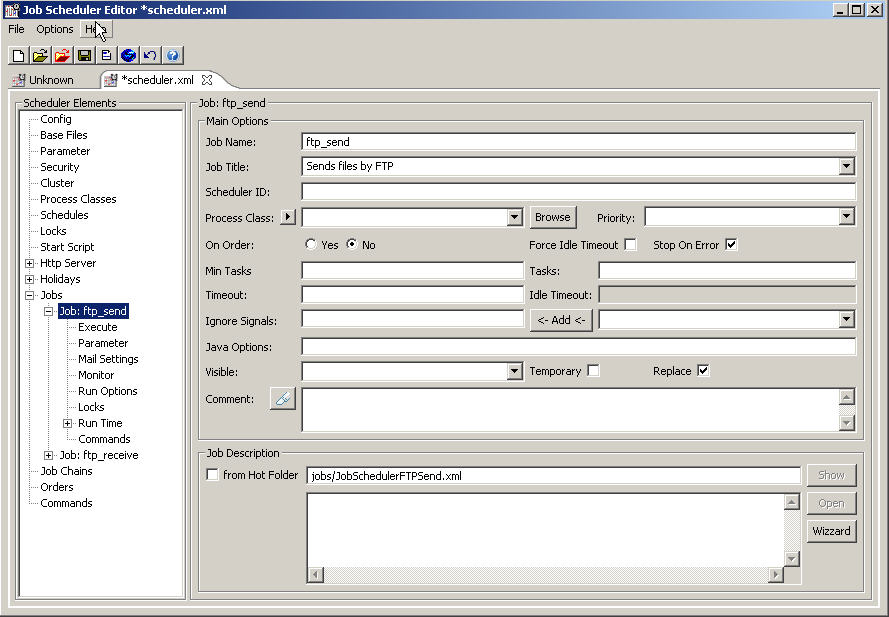 Job Scheduler Editor *scheduler.xml
File Options Help
Unknown *scheduler.xml
Scheduler Elements
Config
Base Files
Parameter
Security
Cluster
Process Classes
Schedules
Locks
Start Script
Http Server
Holidays
Jobs
Job: ftp_send
Execute
Parameter
Mail Settings
Monitor
Run Options
Locks
Run Time
Commands
Job: ftp_receive
Job Chains
Orders
Commands
Job: ftp_send
Main Options
Job Name: ftp_send
Job Title: Sends files by FTP
Scheduler ID:
Process Class: Browse Priority:
On Order: Yes No Force Idle Timeout Stop On Error
Min Tasks Tasks:
Timeout: Idle Timeout:
Ignore Signals: <- Add <-
Java Options:
Visible: Temporary Replace
Comment:
Job Description
from Hot Folder jobs/JobSchedulerFTPSend.xml Show
Open
Wizzard